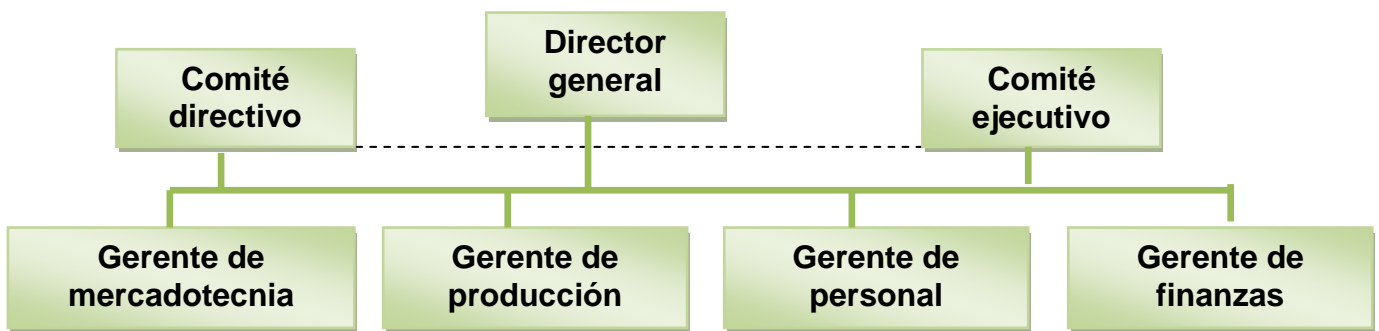 Director
general
Comité
directivo
Comité
ejecutivo
Gerente de
mercadotecnia
Gerente de
producción
Gerente de
personal
Gerente de
finanzas